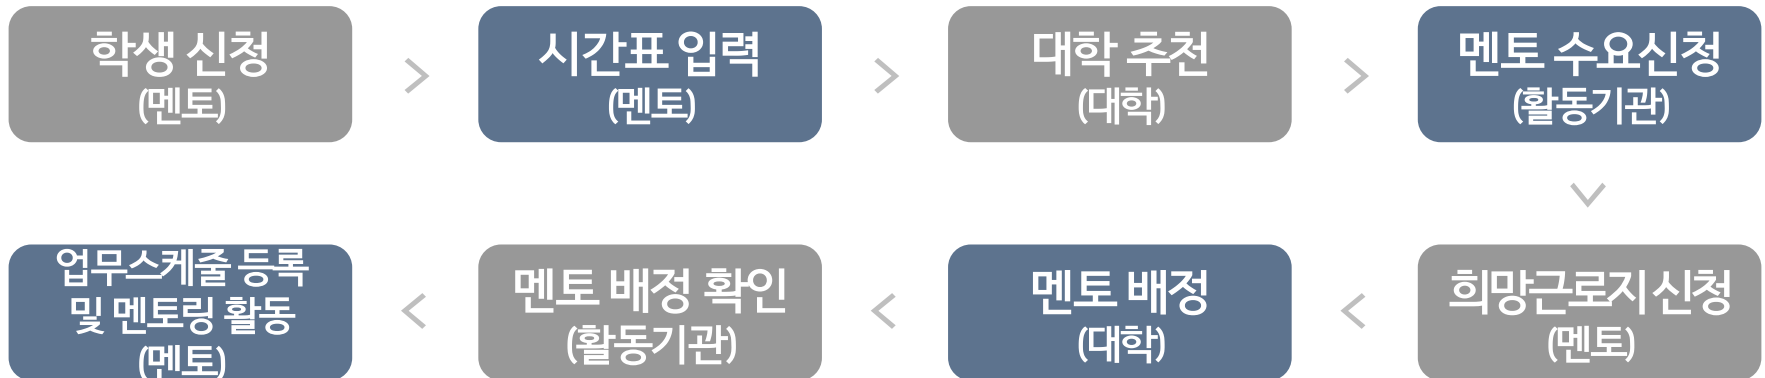 학생 신청
(멘토)
시간표 입력
(멘토)
대학 추천
(대학)
멘토 수요신청
(활동기관)
희망근로지 신청
(멘토)
멘토 배정
(대학)
멘토 배정 확인
(활동기관)
업무스케줄 등록
및 멘토링 활동
(멘토)